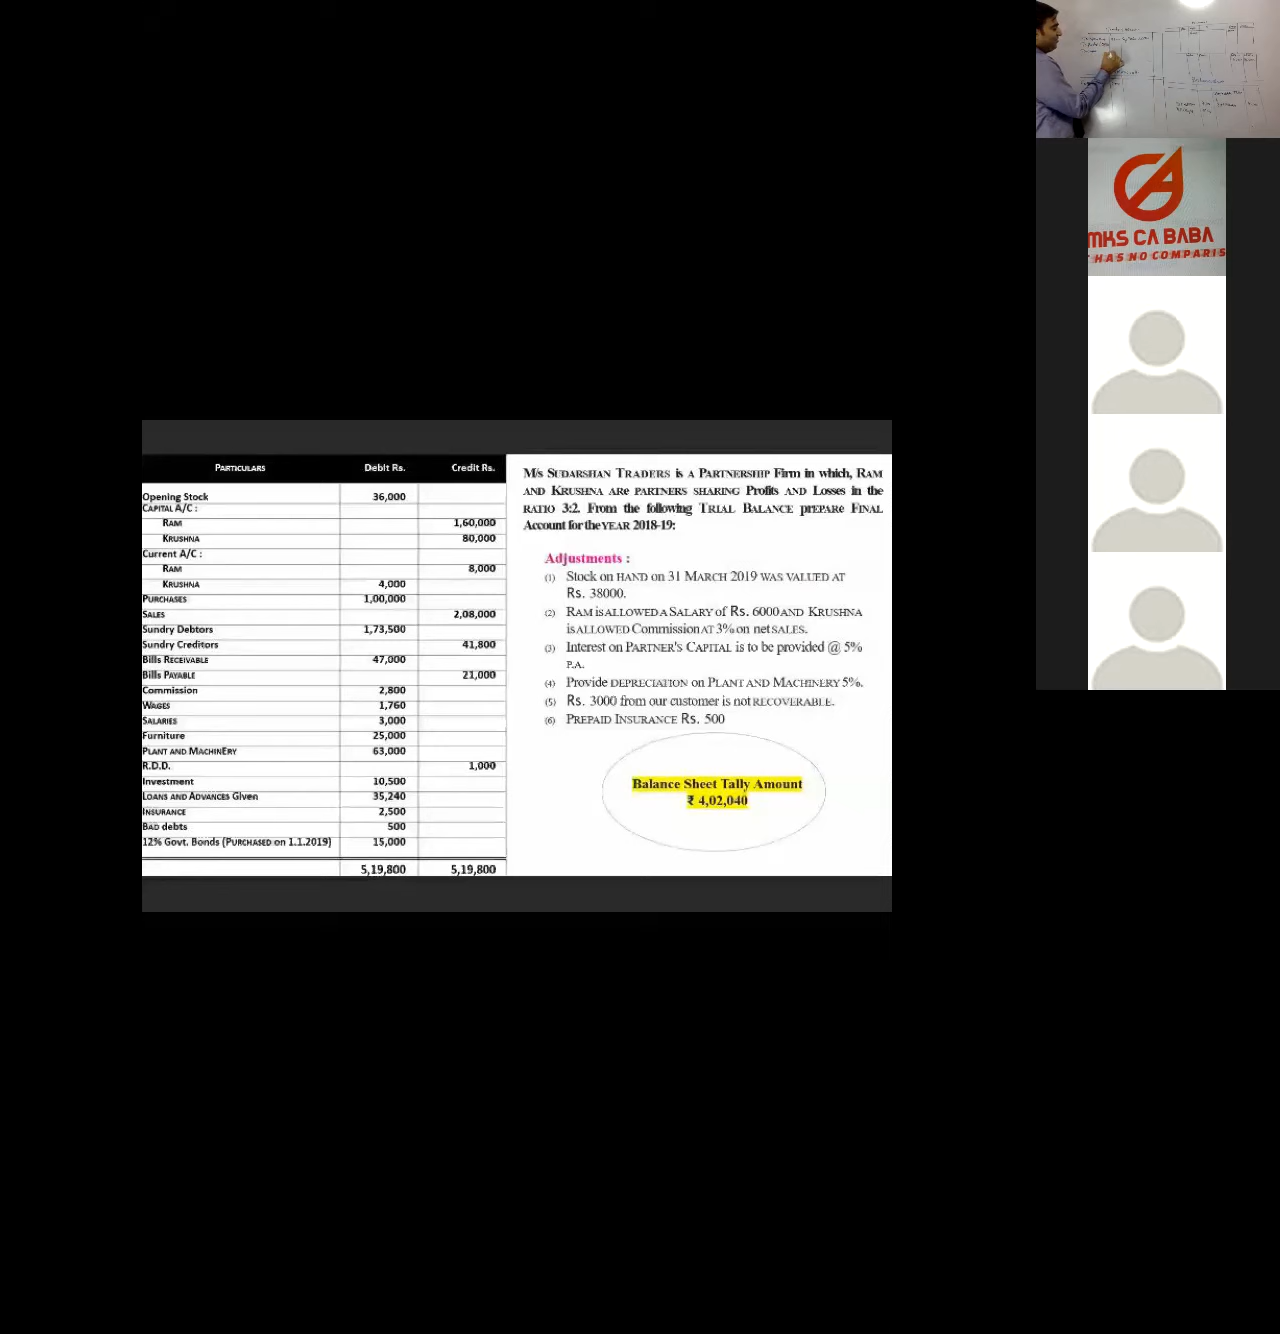 MKS CA BABA
HAS NO COMPARIS
PARTICULARS Debit Rs. Credit Rs.
Opening Stock 36,000
CAPITAL A/C :
RAM 1,60,000
KRUSHNA 80,000
Current A/C :
RAM 8,000
KRUSHNA 4,000
PURCHASES 1,00,000
SALES 2,08,000
Sundry Debtors 1,73,500
Sundry Creditors 41,800
Bills RECEIVABLE 47,000
Bills PAYABLE 21,000
Commission 2,800
WAGES 1,760
SALARIES 3,000
Furniture 25,000
PLANT AND MACHINERY 63,000
R.D.D. 1,000
Investment 10,500
LOANS AND ADVANCES Given 35,240
INSURANCE 2,500
BAD debts 500
12% Govt. Bonds (PURCHASED on 1.1.2019) 15,000
5,19,800 5,19,800
M/s SUDARSHAN TRADERS is A PARTNERSHIP Firm in which, RAM
AND KRUSHNA ARe PARTNERS SHARING Profits AND Losses in the
RATIO 3:2. From the following TRIAL BALANCE prepare FINAL
Account for the YEAR 2018-19:
Adjustments :
(1) Stock on HAND on 31 MARCH 2019 WAS VALUED AT
Rs. 38000.
(2) RAM is ALLOWED A SALARY of Rs. 6000 AND KRUSHNA
is ALLOWED Commission AT 3% on net SALES.
(3) Interest on PARTNER'S CAPITAL is to be provided @ 5%
P.A.
(4) Provide DEPRECIATION on PLANT AND MACHINERY 5%.
(5) Rs. 3000 from our customer is not RECOVERABLE.
(6) PREPAID INSURANCE Rs. 500
Balance Sheet Tally Amount
₹ 4,02,040